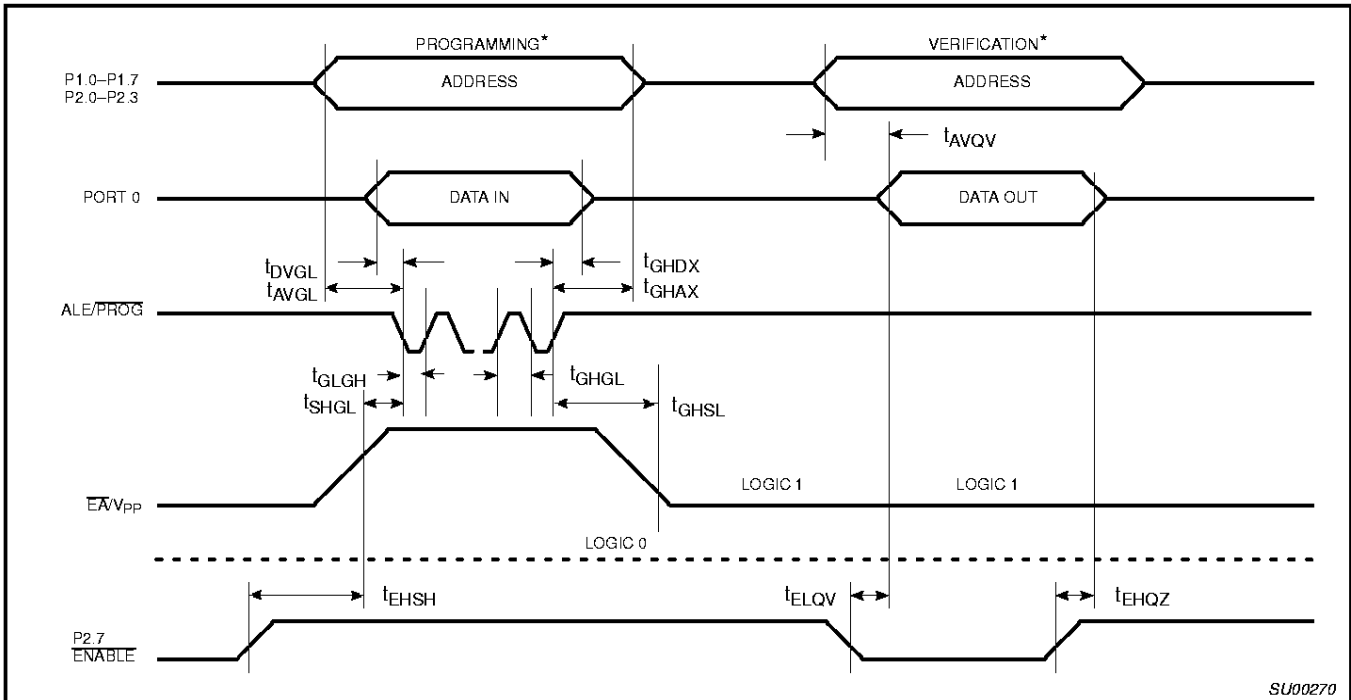 PROGRAMMING*
VERIFICATION*
P1.0–P1.7
P2.0–P2.3
ADDRESS
ADDRESS
tAVQV
PORT 0
DATA IN
DATA OUT
tDVGL
tGHDX
tAVGL
tGHAX
ALE/PROG
tGLGH
tGHGL
tSHGL
tGHSL
LOGIC 1
LOGIC 1
EA/VPP
LOGIC 0
tEHSH
tELQV
tEHQZ
P2.7
ENABLE
SU00270